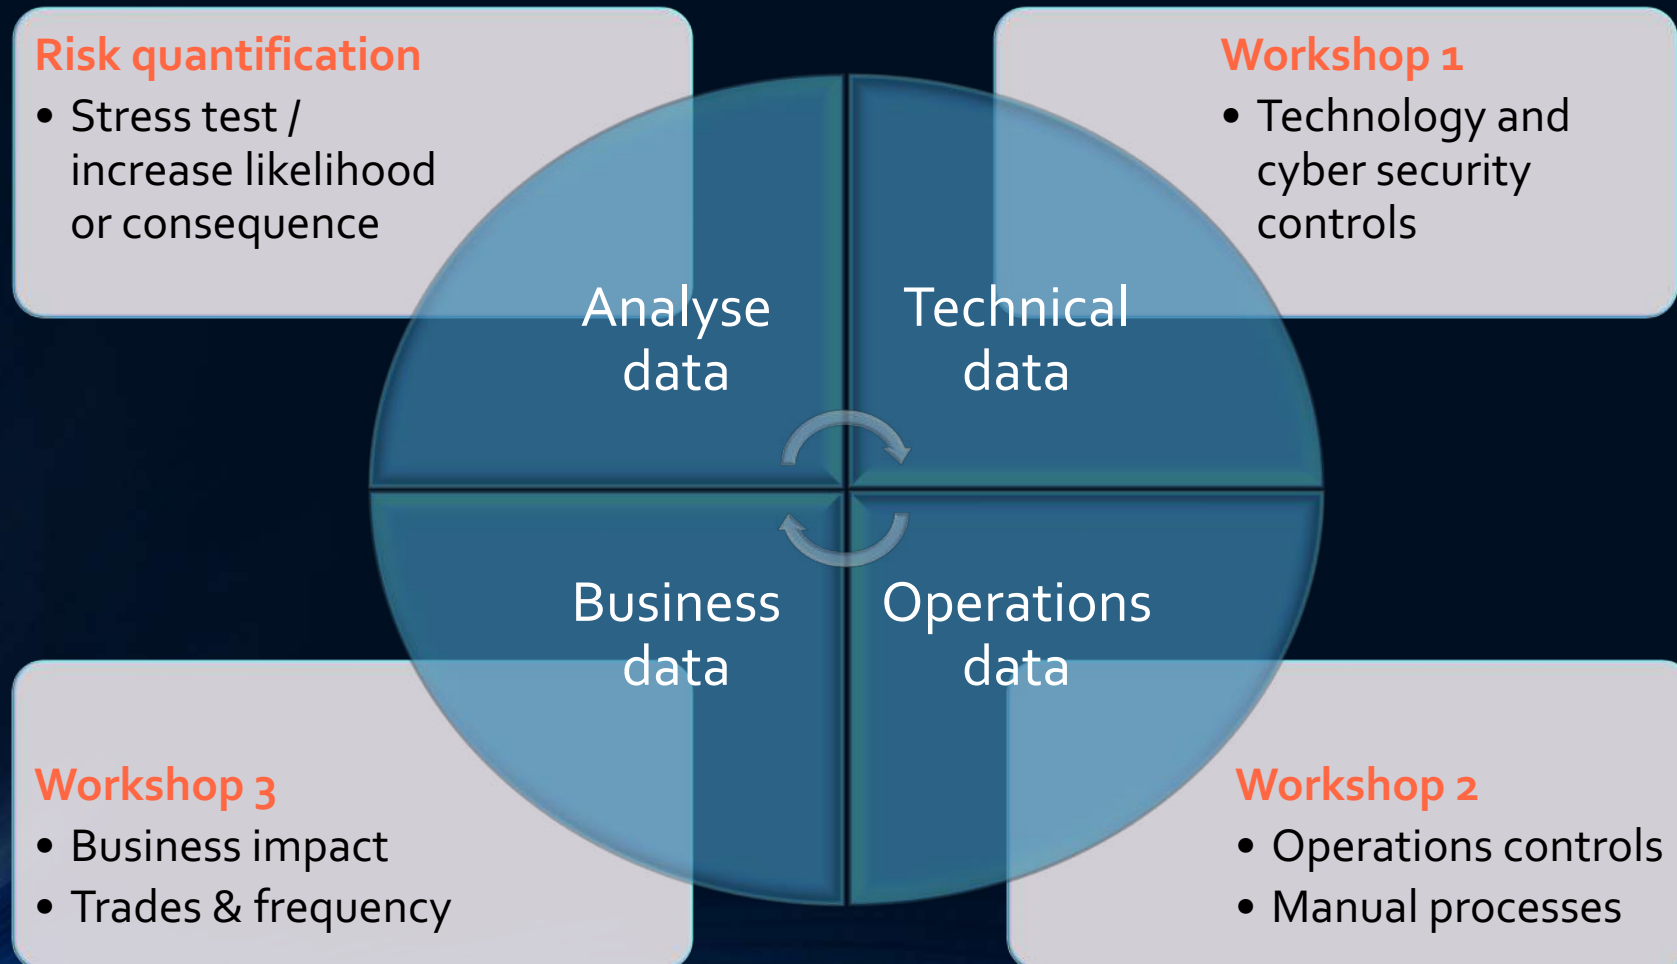 Risk quantification
• Stress test /
increase likelihood
or consequence
Workshop 1
• Technology and
cyber security
controls
Analyse
data
Technical
data
Business
data
Operations
data
Workshop 3
• Business impact
• Trades & frequency
Workshop 2
• Operations controls
• Manual processes